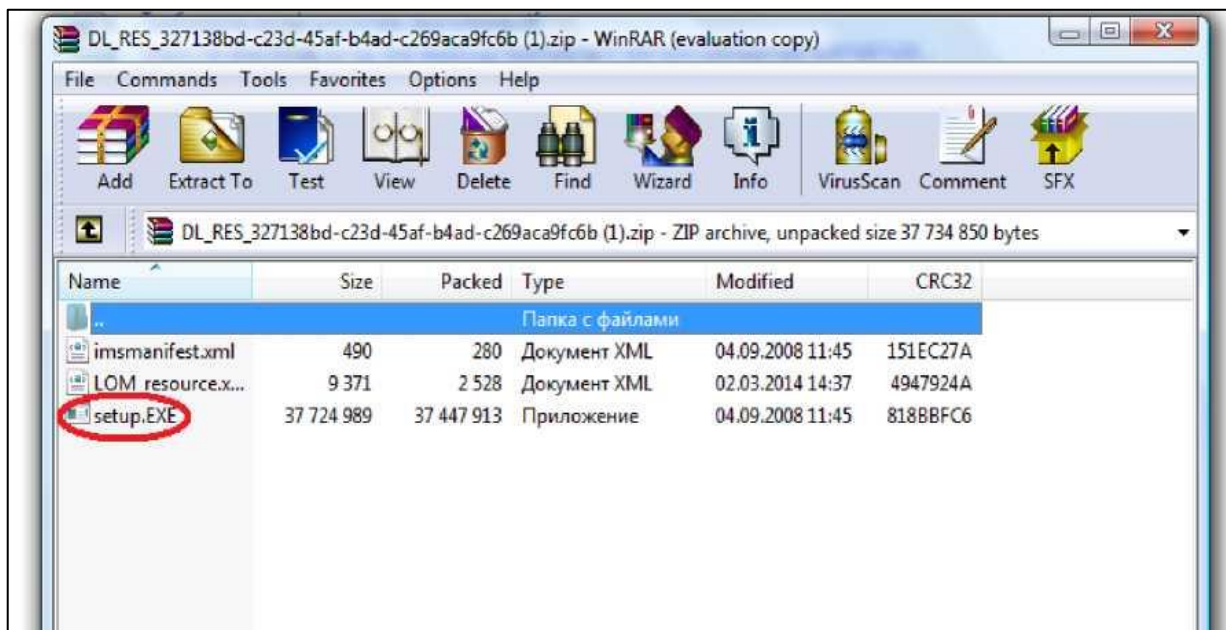 DL_RES_327138bd-c23d-45af-b4ad-c269aca9fc6b (1).zip - WinRAR (evaluation copy)
File Commands Tools Favorites Options Help
Add Extract To Test View Delete Find Wizard Info VirusScan Comment SFX
DL_RES_327138bd-c23d-45af-b4ad-c269aca9fc6b (1).zip - ZIP archive, unpacked size 37 734 850 bytes
Name Size Packed Type Modified CRC32
.. Папка с файлами
imsmanifest.xml 490 280 Документ XML 04.09.2008 11:45 151EC27A
LOM_resource.x... 9 371 2 528 Документ XML 02.03.2014 14:37 4947924A
setup.EXE 37 724 989 37 447 913 Приложение 04.09.2008 11:45 818BBFC6